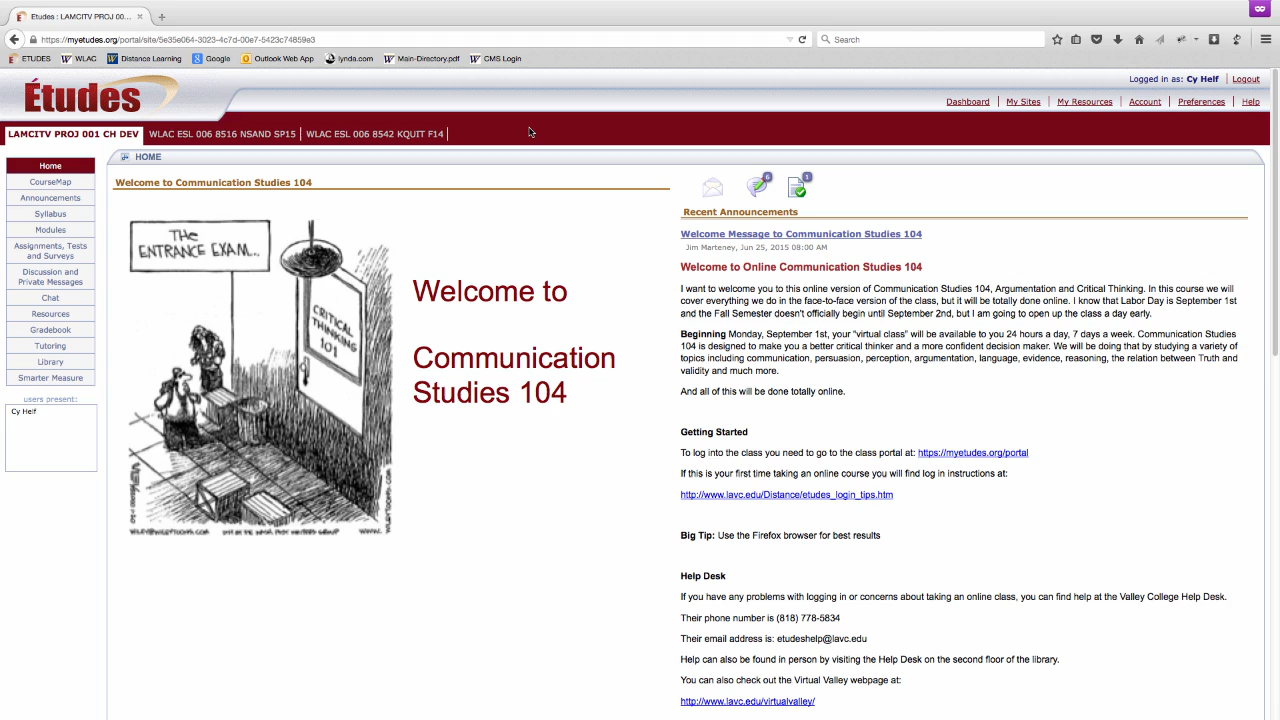 Etudes : LAMCITV PROJ 00...
https://myetudes.org/portal/site/5e35e064-3023-4c7d-00e7-5423c74859e3
Search
ETUDES
WLAC
Distance Learning
Google
Outlook Web App
lynda.com
Main-Directory.pdf
CMS Login
Logged in as: Cy Helf
Logout
Études
Dashboard | My Sites | My Resources | Account | Preferences | Help
LAMCITV PROJ 001 CH DEV
WLAC ESL 006 8516 NSAND SP15
WLAC ESL 006 8542 KQUIT F14
Home
CourseMap
Announcements
Syllabus
Modules
Assignments, Tests
and Surveys
Discussion and
Private Messages
Chat
Resources
Gradebook
Tutoring
Library
Smarter Measure
users present:
Cy Helf
HOME
Welcome to Communication Studies 104
THE
ENTRANCE EXAM...
CRITICAL
THINKING
101
WILEY@WILEYTOONS.COM
Welcome to
Communication
Studies 104
6
1
Recent Announcements
Welcome Message to Communication Studies 104
Jim Marteney, Jun 25, 2015 08:00 AM
Welcome to Online Communication Studies 104
I want to welcome you to this online version of Communication Studies 104, Argumentation and Critical Thinking. In this course we will
cover everything we do in the face-to-face version of the class, but it will be totally done online. I know that Labor Day is September 1st
and the Fall Semester doesn't officially begin until September 2nd, but I am going to open up the class a day early.
Beginning Monday, September 1st, your "virtual class" will be available to you 24 hours a day, 7 days a week. Communication Studies
104 is designed to make you a better critical thinker and a more confident decision maker. We will be doing that by studying a variety of
topics including communication, persuasion, perception, argumentation, language, evidence, reasoning, the relation between Truth and
validity and much more.
And all of this will be done totally online.
Getting Started
To log into the class you need to go to the class portal at: https://myetudes.org/portal
If this is your first time taking an online course you will find log in instructions at:
http://www.lavc.edu/Distance/etudes_login_tips.htm
Big Tip: Use the Firefox browser for best results
Help Desk
If you have any problems with logging in or concerns about taking an online class, you can find help at the Valley College Help Desk.
Their phone number is (818) 778-5834
Their email address is: etudeshelp@lavc.edu
Help can also be found in person by visiting the Help Desk on the second floor of the library.
You can also check out the Virtual Valley webpage at:
http://www.lavc.edu/virtualvalley/